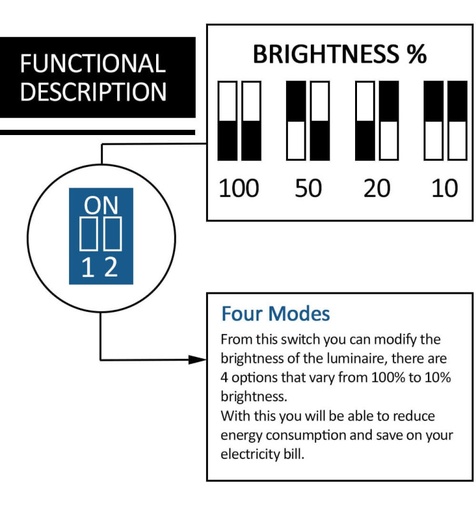 FUNCTIONAL
DESCRIPTION
BRIGHTNESS %
100 50 20 10
ON
1 2
Four Modes
From this switch you can modify the
brightness of the luminaire, there are
4 options that vary from 100% to 10%
brightness.
With this you will be able to reduce
energy consumption and save on your
electricity bill.